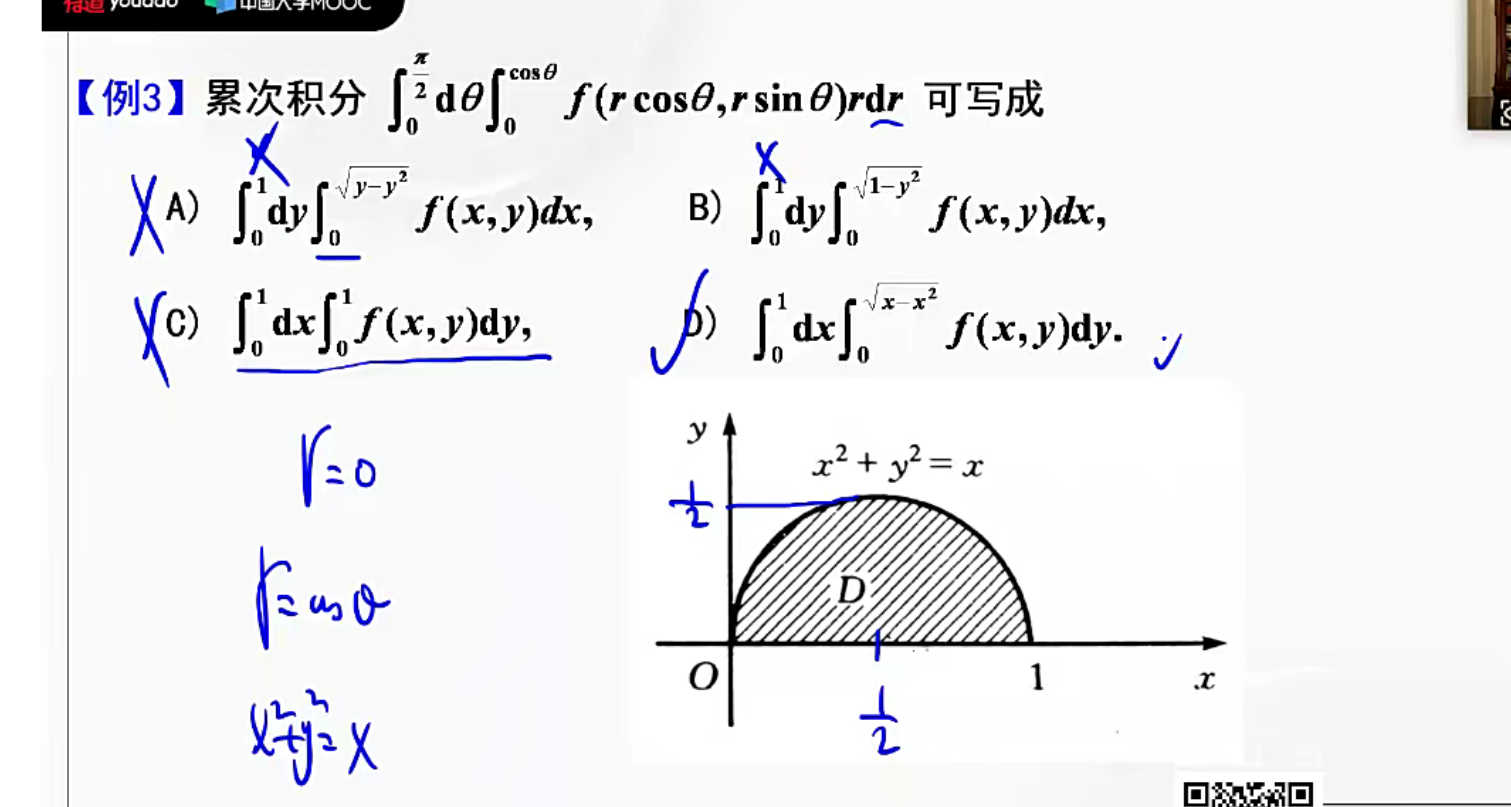 有道 youdao 中国大学MOOC
【例3】累次积分 $\int_0^{\frac{\pi}{2}} d\theta \int_0^{\cos\theta} f(r\cos\theta, r\sin\theta) r dr$ 可写成
A) $\int_0^1 dy \int_0^{\sqrt{y-y^2}} f(x,y)dx,$ B) $\int_0^1 dy \int_0^{\sqrt{1-y^2}} f(x,y)dx,$
C) $\int_0^1 dx \int_0^1 f(x,y)dy,$ D) $\int_0^1 dx \int_0^{\sqrt{x-x^2}} f(x,y)dy.$
y
$x^2 + y^2 = x$
r=0
$\frac{1}{2}$
D
r=cosθ
O 1 x
$\frac{1}{2}$
$x^2+y^2=x$